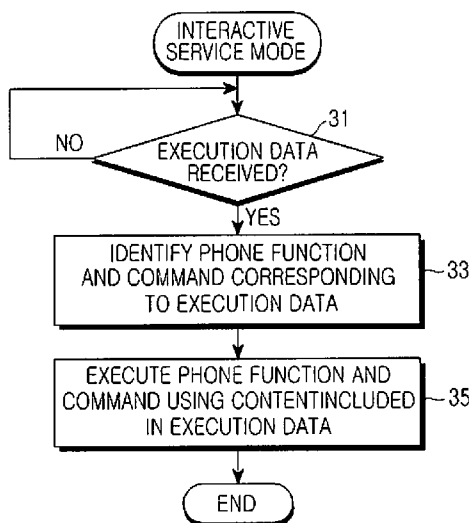 INTERACTIVE
SERVICE MODE
31
NO
EXECUTION DATA
RECEIVED?
YES
IDENTIFY PHONE FUNCTION
AND COMMAND CORRESPONDING
TO EXECUTION DATA
33
EXECUTE PHONE FUNCTION AND
COMMAND USING CONTENTINCLUDED
IN EXECUTION DATA
35
END